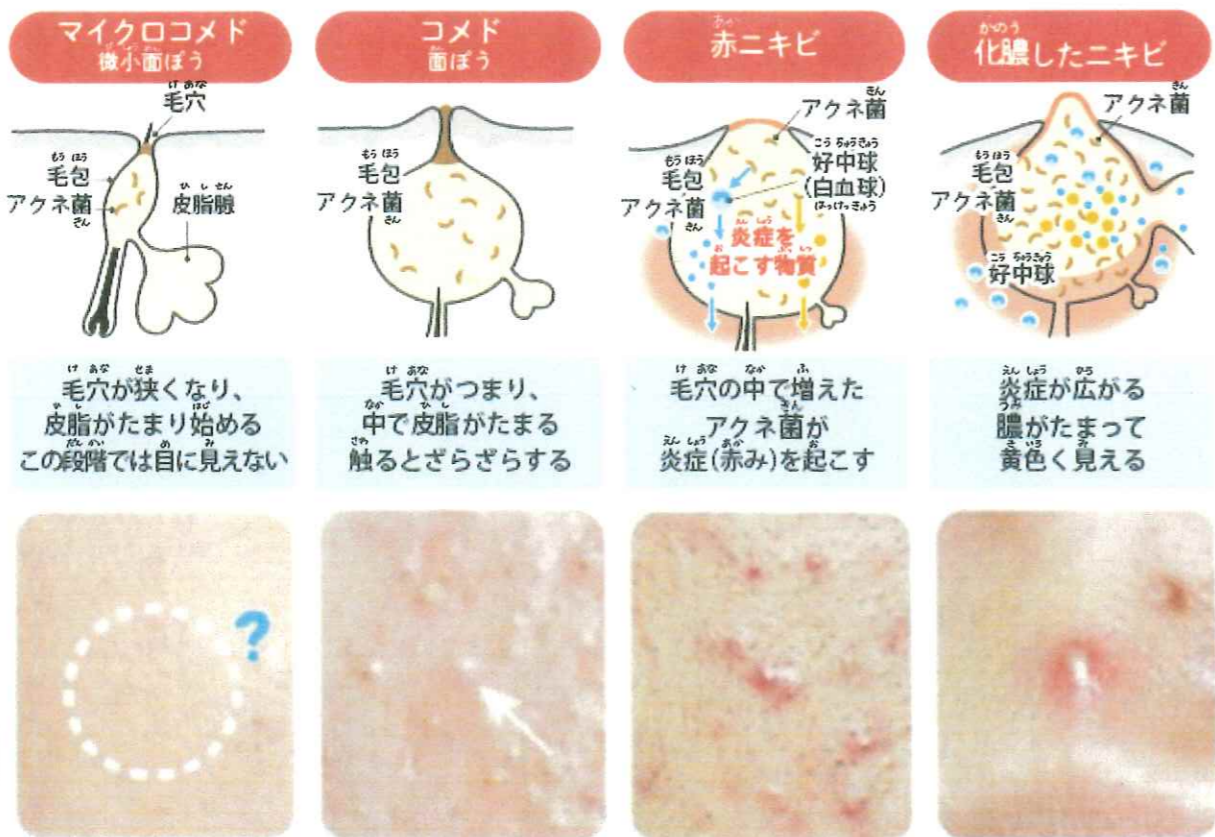 マイクロコメド
微小面ぽう
毛穴
毛包
アクネ菌
皮脂腺
毛穴が狭くなり、
皮脂がたまり始める
この段階では目に見えない
?
コメド
面ぽう
毛包
アクネ菌
毛穴がつまり、
中で皮脂がたまる
触るとざらざらする
赤ニキビ
アクネ菌
毛包
アクネ菌
好中球
(白血球)
炎症を
起こす物質
毛穴の中で増えた
アクネ菌が
炎症(赤み)を起こす
化膿したニキビ
アクネ菌
毛包
アクネ菌
好中球
炎症が広がる
膿がたまって
黄色く見える